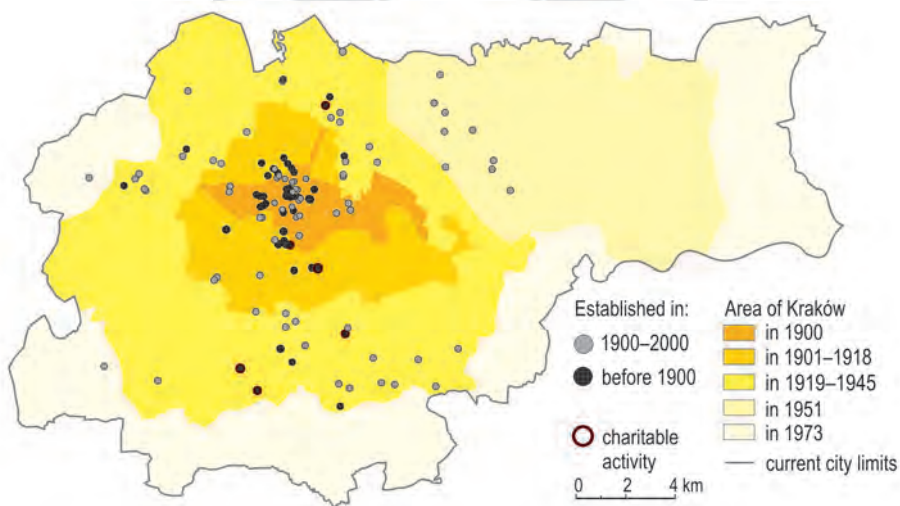 Established in:
1900–2000
before 1900
charitable
activity
0 2 4 km
Area of Kraków
in 1900
in 1901–1918
in 1919–1945
in 1951
in 1973
current city limits